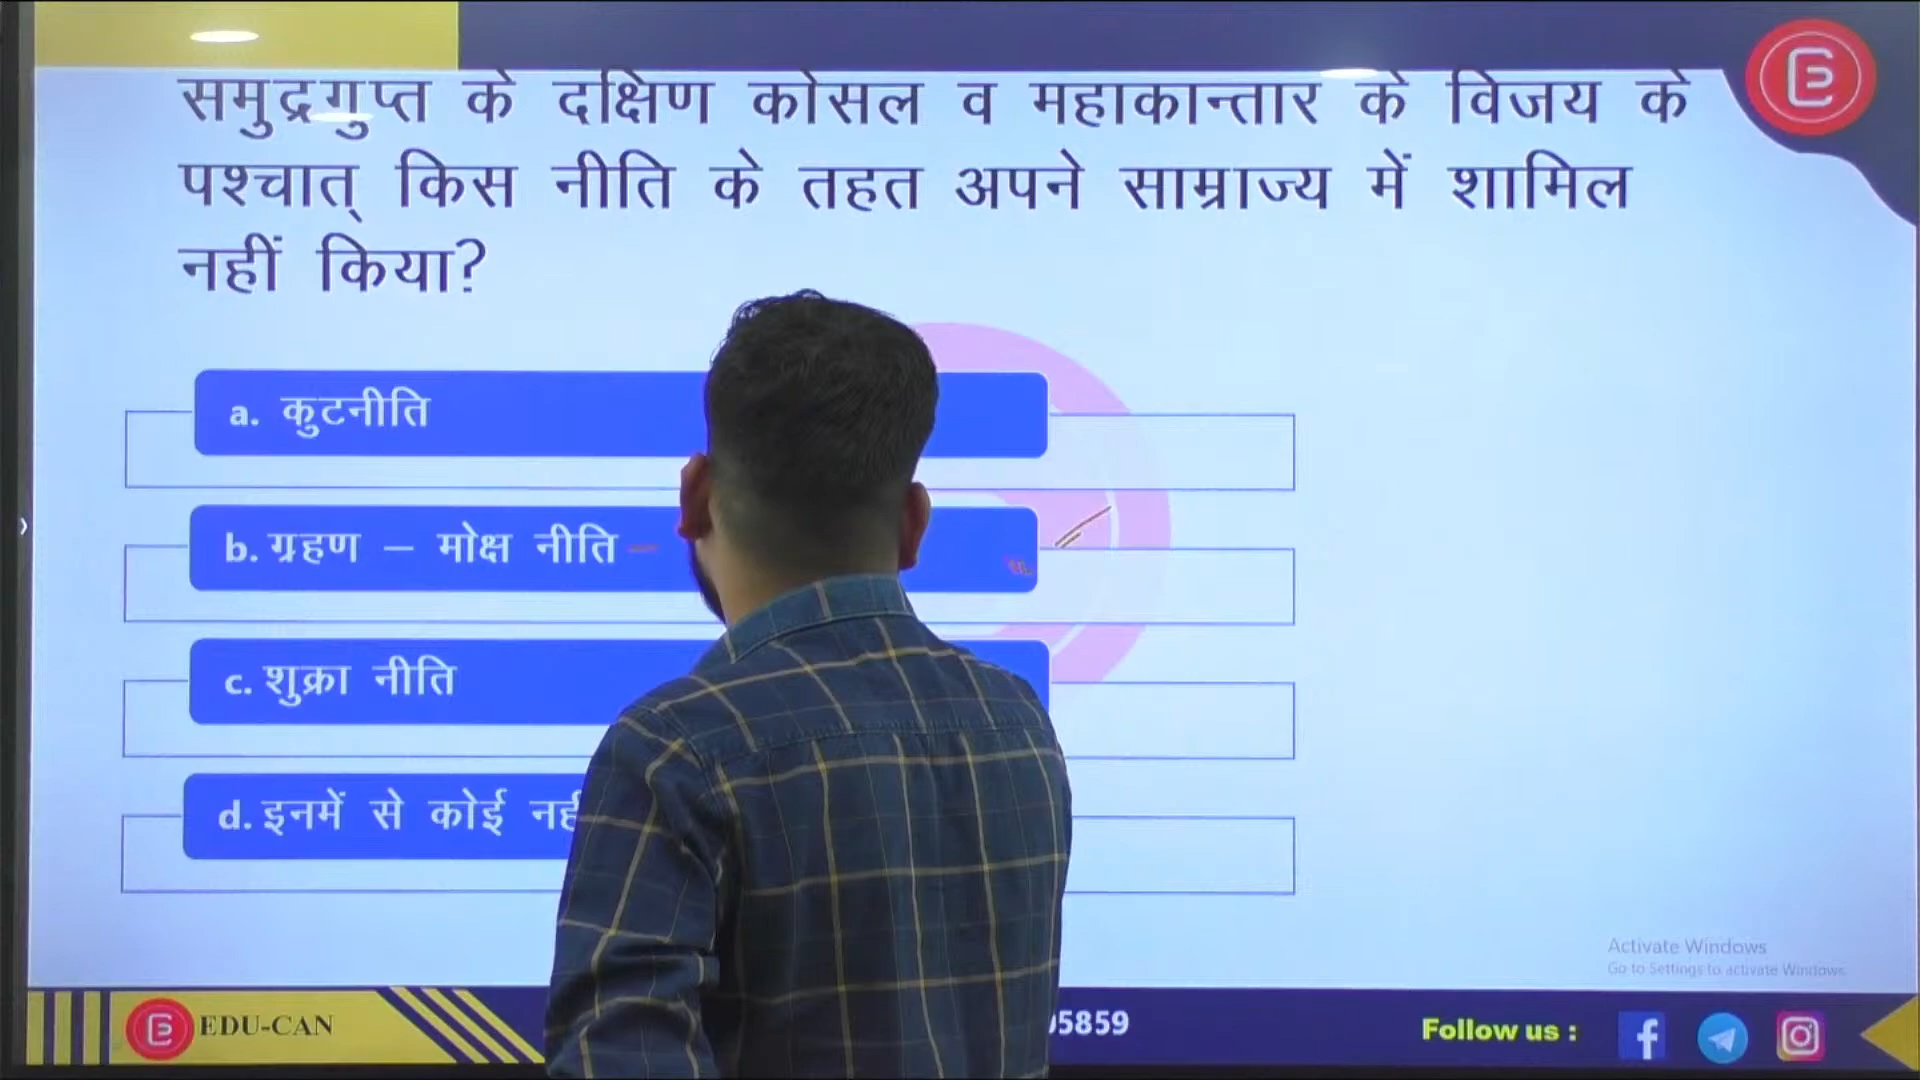 समुद्रगुप्त के दक्षिण कोसल व महाकान्तार के विजय के
पश्चात् किस नीति के तहत अपने साम्राज्य में शामिल
नहीं किया?
a. कुटनीति
b. ग्रहण – मोक्ष नीति
c. शुक्रा नीति
d. इनमें से कोई
Activate Windows
Go to Settings to activate Windows.
EDU-CAN
5859
Follow us :